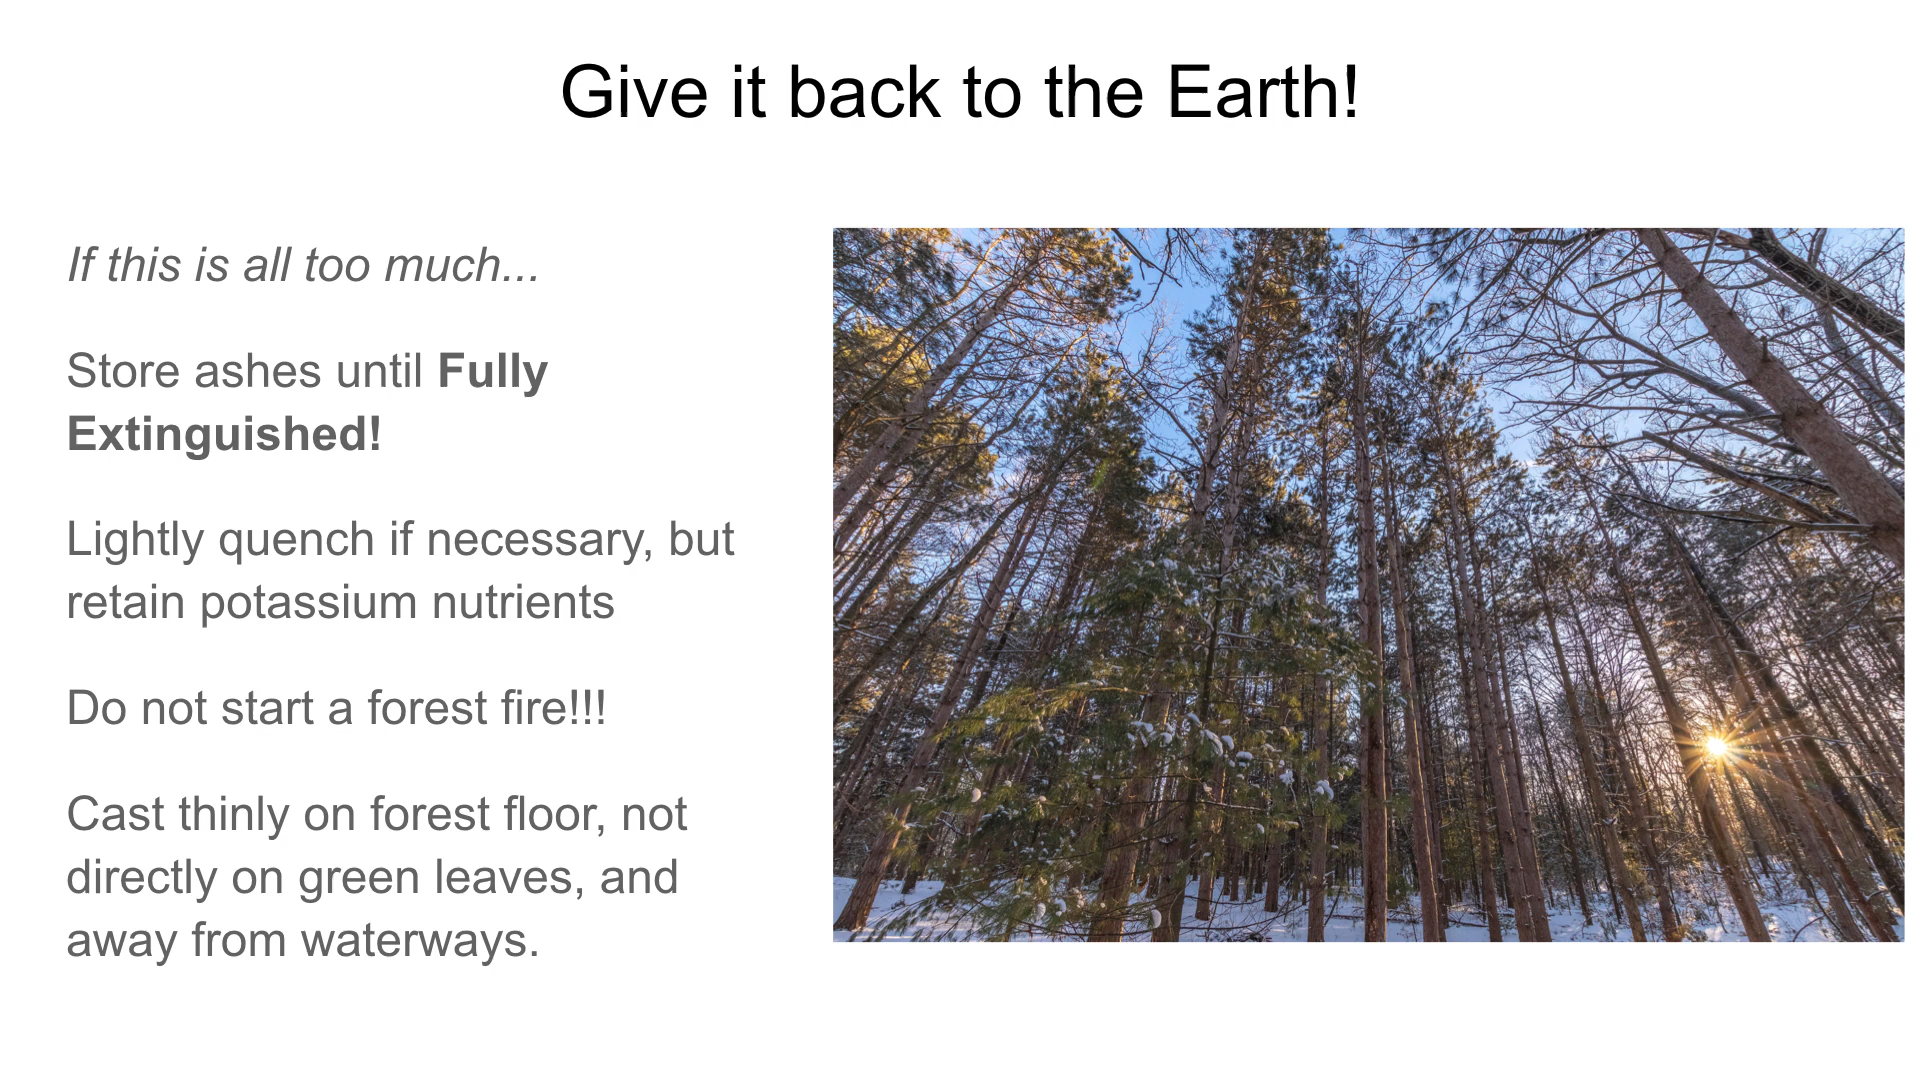 Give it back to the Earth!
If this is all too much...
Store ashes until Fully
Extinguished!
Lightly quench if necessary, but
retain potassium nutrients
Do not start a forest fire!!!
Cast thinly on forest floor, not
directly on green leaves, and
away from waterways.